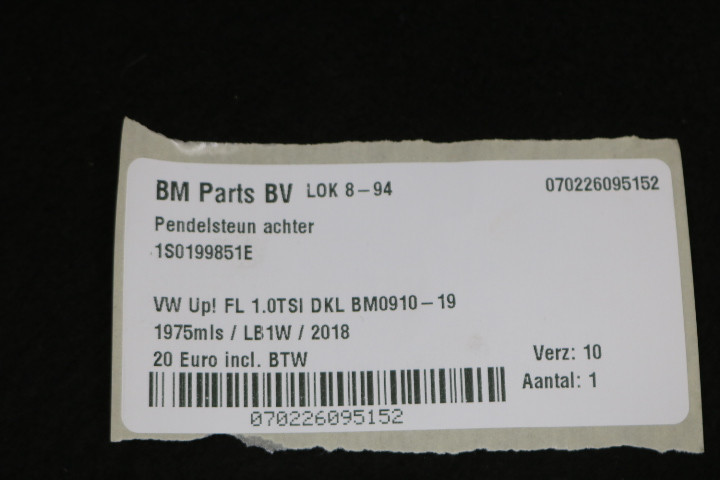 BM Parts BV LOK 8-94 070226095152
Pendelsteun achter
1S0199851E
VW Up! FL 1.0TSI DKL BM0910-19
1975mls / LB1W / 2018
20 Euro incl. BTW Verz: 10
Aantal: 1
070226095152